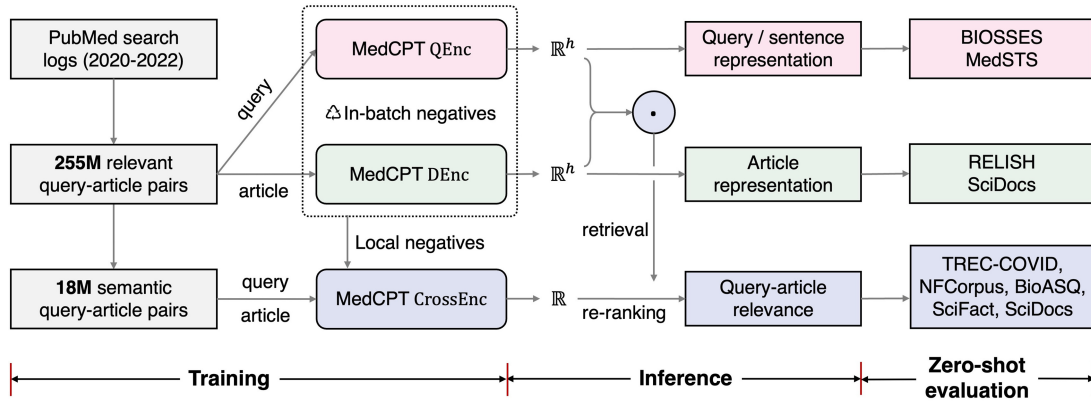 PubMed search
logs (2020-2022)
255M relevant
query-article pairs
18M semantic
query-article pairs
query
article
query
article
MedCPT QEnc
♺ In-batch negatives
MedCPT DEnc
Local negatives
MedCPT CrossEnc
ℝʰ
ℝʰ
ℝ
·
retrieval
re-ranking
Query / sentence
representation
Article
representation
Query-article
relevance
BIOSSES
MedSTS
RELISH
SciDocs
TREC-COVID,
NFCorpus, BioASQ,
SciFact, SciDocs
Training
Inference
Zero-shot
evaluation